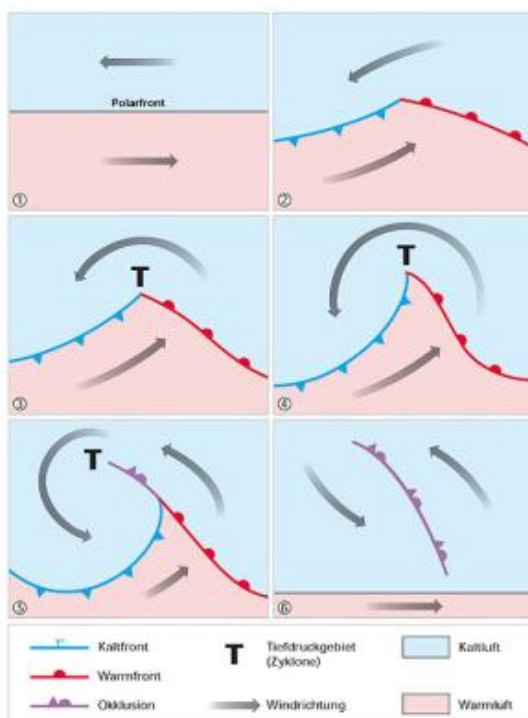 Polarfront
①
②
T
③
T
④
T
⑤
⑥
Kaltfront
Warmfront
Okklusion
T
Tiefdruckgebiet
(Zyklone)
Windrichtung
Kaltluft
Warmluft